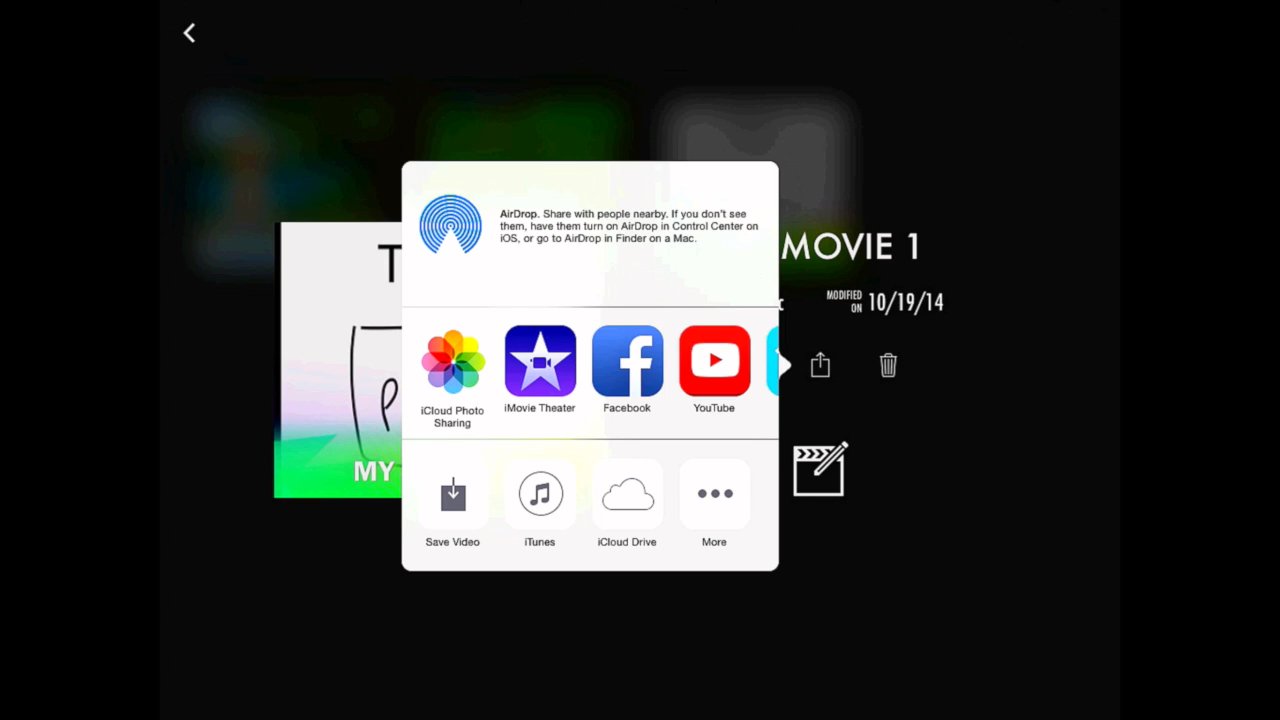 AirDrop. Share with people nearby. If you don't see
them, have them turn on AirDrop in Control Center on
iOS, or go to AirDrop in Finder on a Mac.
MOVIE 1
MODIFIED
ON
10/19/14
iCloud Photo
Sharing
iMovie Theater
Facebook
YouTube
MY
Save Video
iTunes
iCloud Drive
More